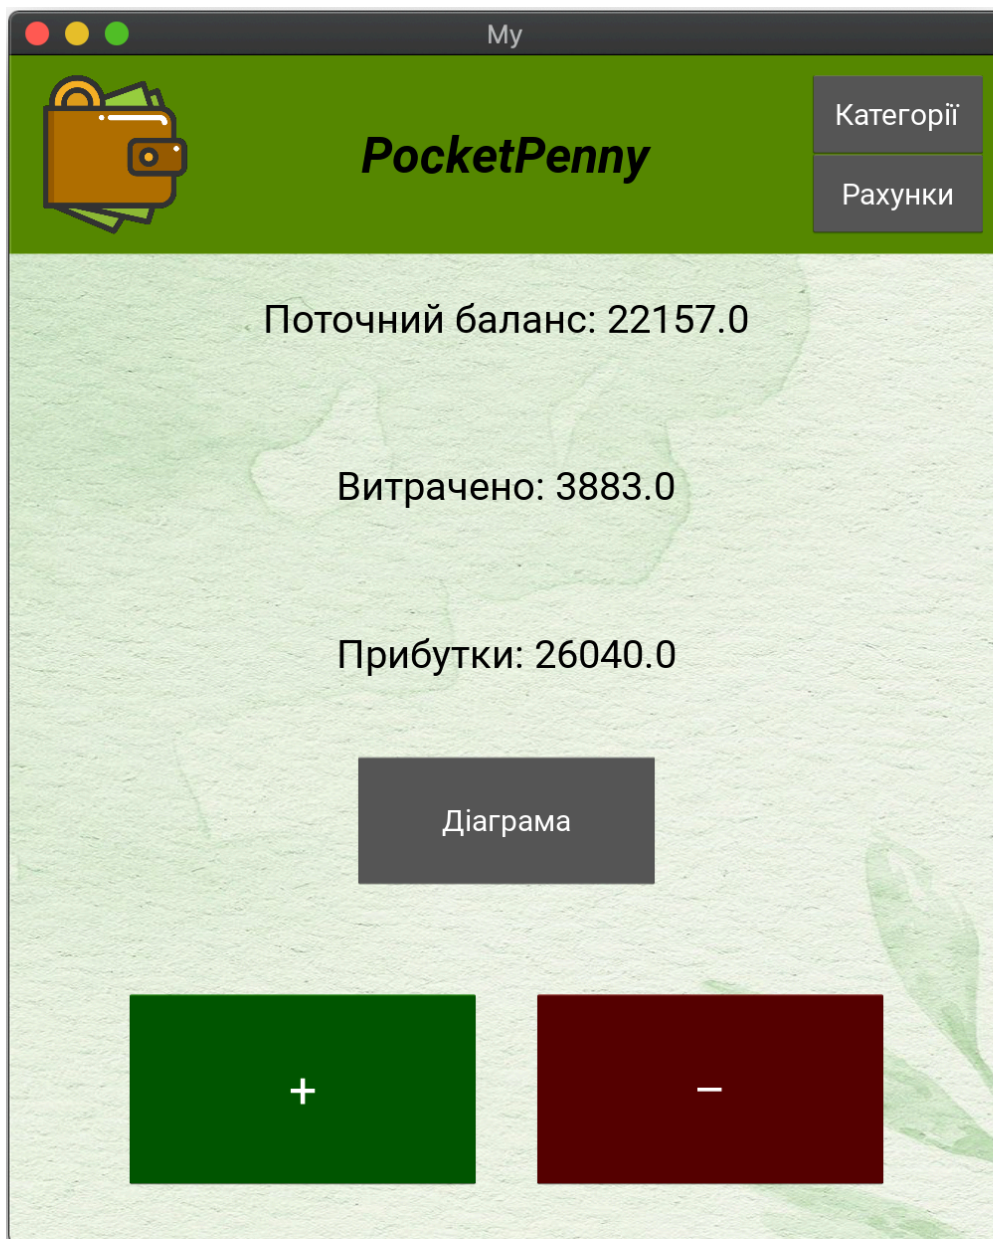 My
PocketPenny
Категорії
Рахунки
Поточний баланс: 22157.0
Витрачено: 3883.0
Прибутки: 26040.0
Діаграма
+
−